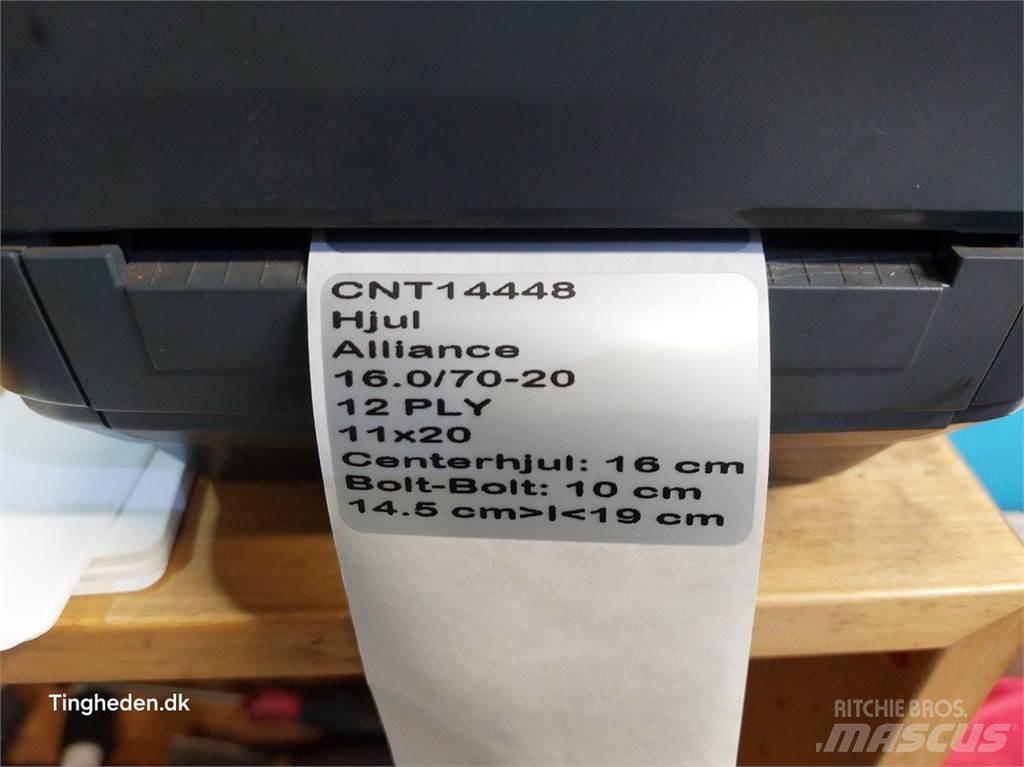 CNT14448
Hjul
Alliance
16.0/70-20
12 PLY
11x20
Centerhjul: 16 cm
Bolt-Bolt: 10 cm
14.5 cm>I<19 cm
Tingheden.dk
RITCHIE BROS.
MASCUS